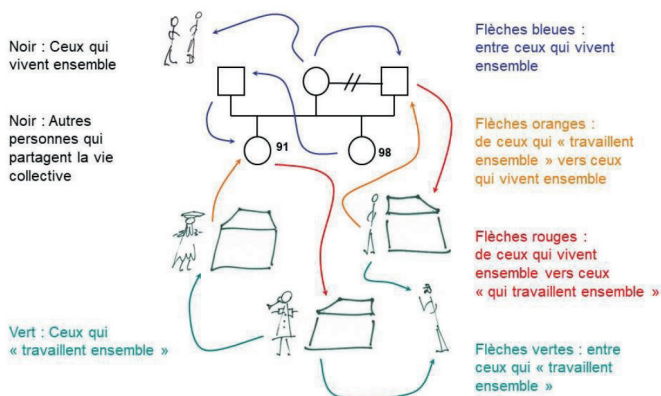 Noir : Ceux qui
vivent ensemble
Noir : Autres
personnes qui
partagent la vie
collective
Vert : Ceux qui
« travaillent ensemble »
91
98
Flèches bleues :
entre ceux qui vivent
ensemble
Flèches oranges :
de ceux qui « travaillent
ensemble » vers ceux
qui vivent ensemble
Flèches rouges :
de ceux qui vivent
ensemble vers ceux
« qui travaillent ensemble »
Flèches vertes : entre
ceux qui « travaillent
ensemble »